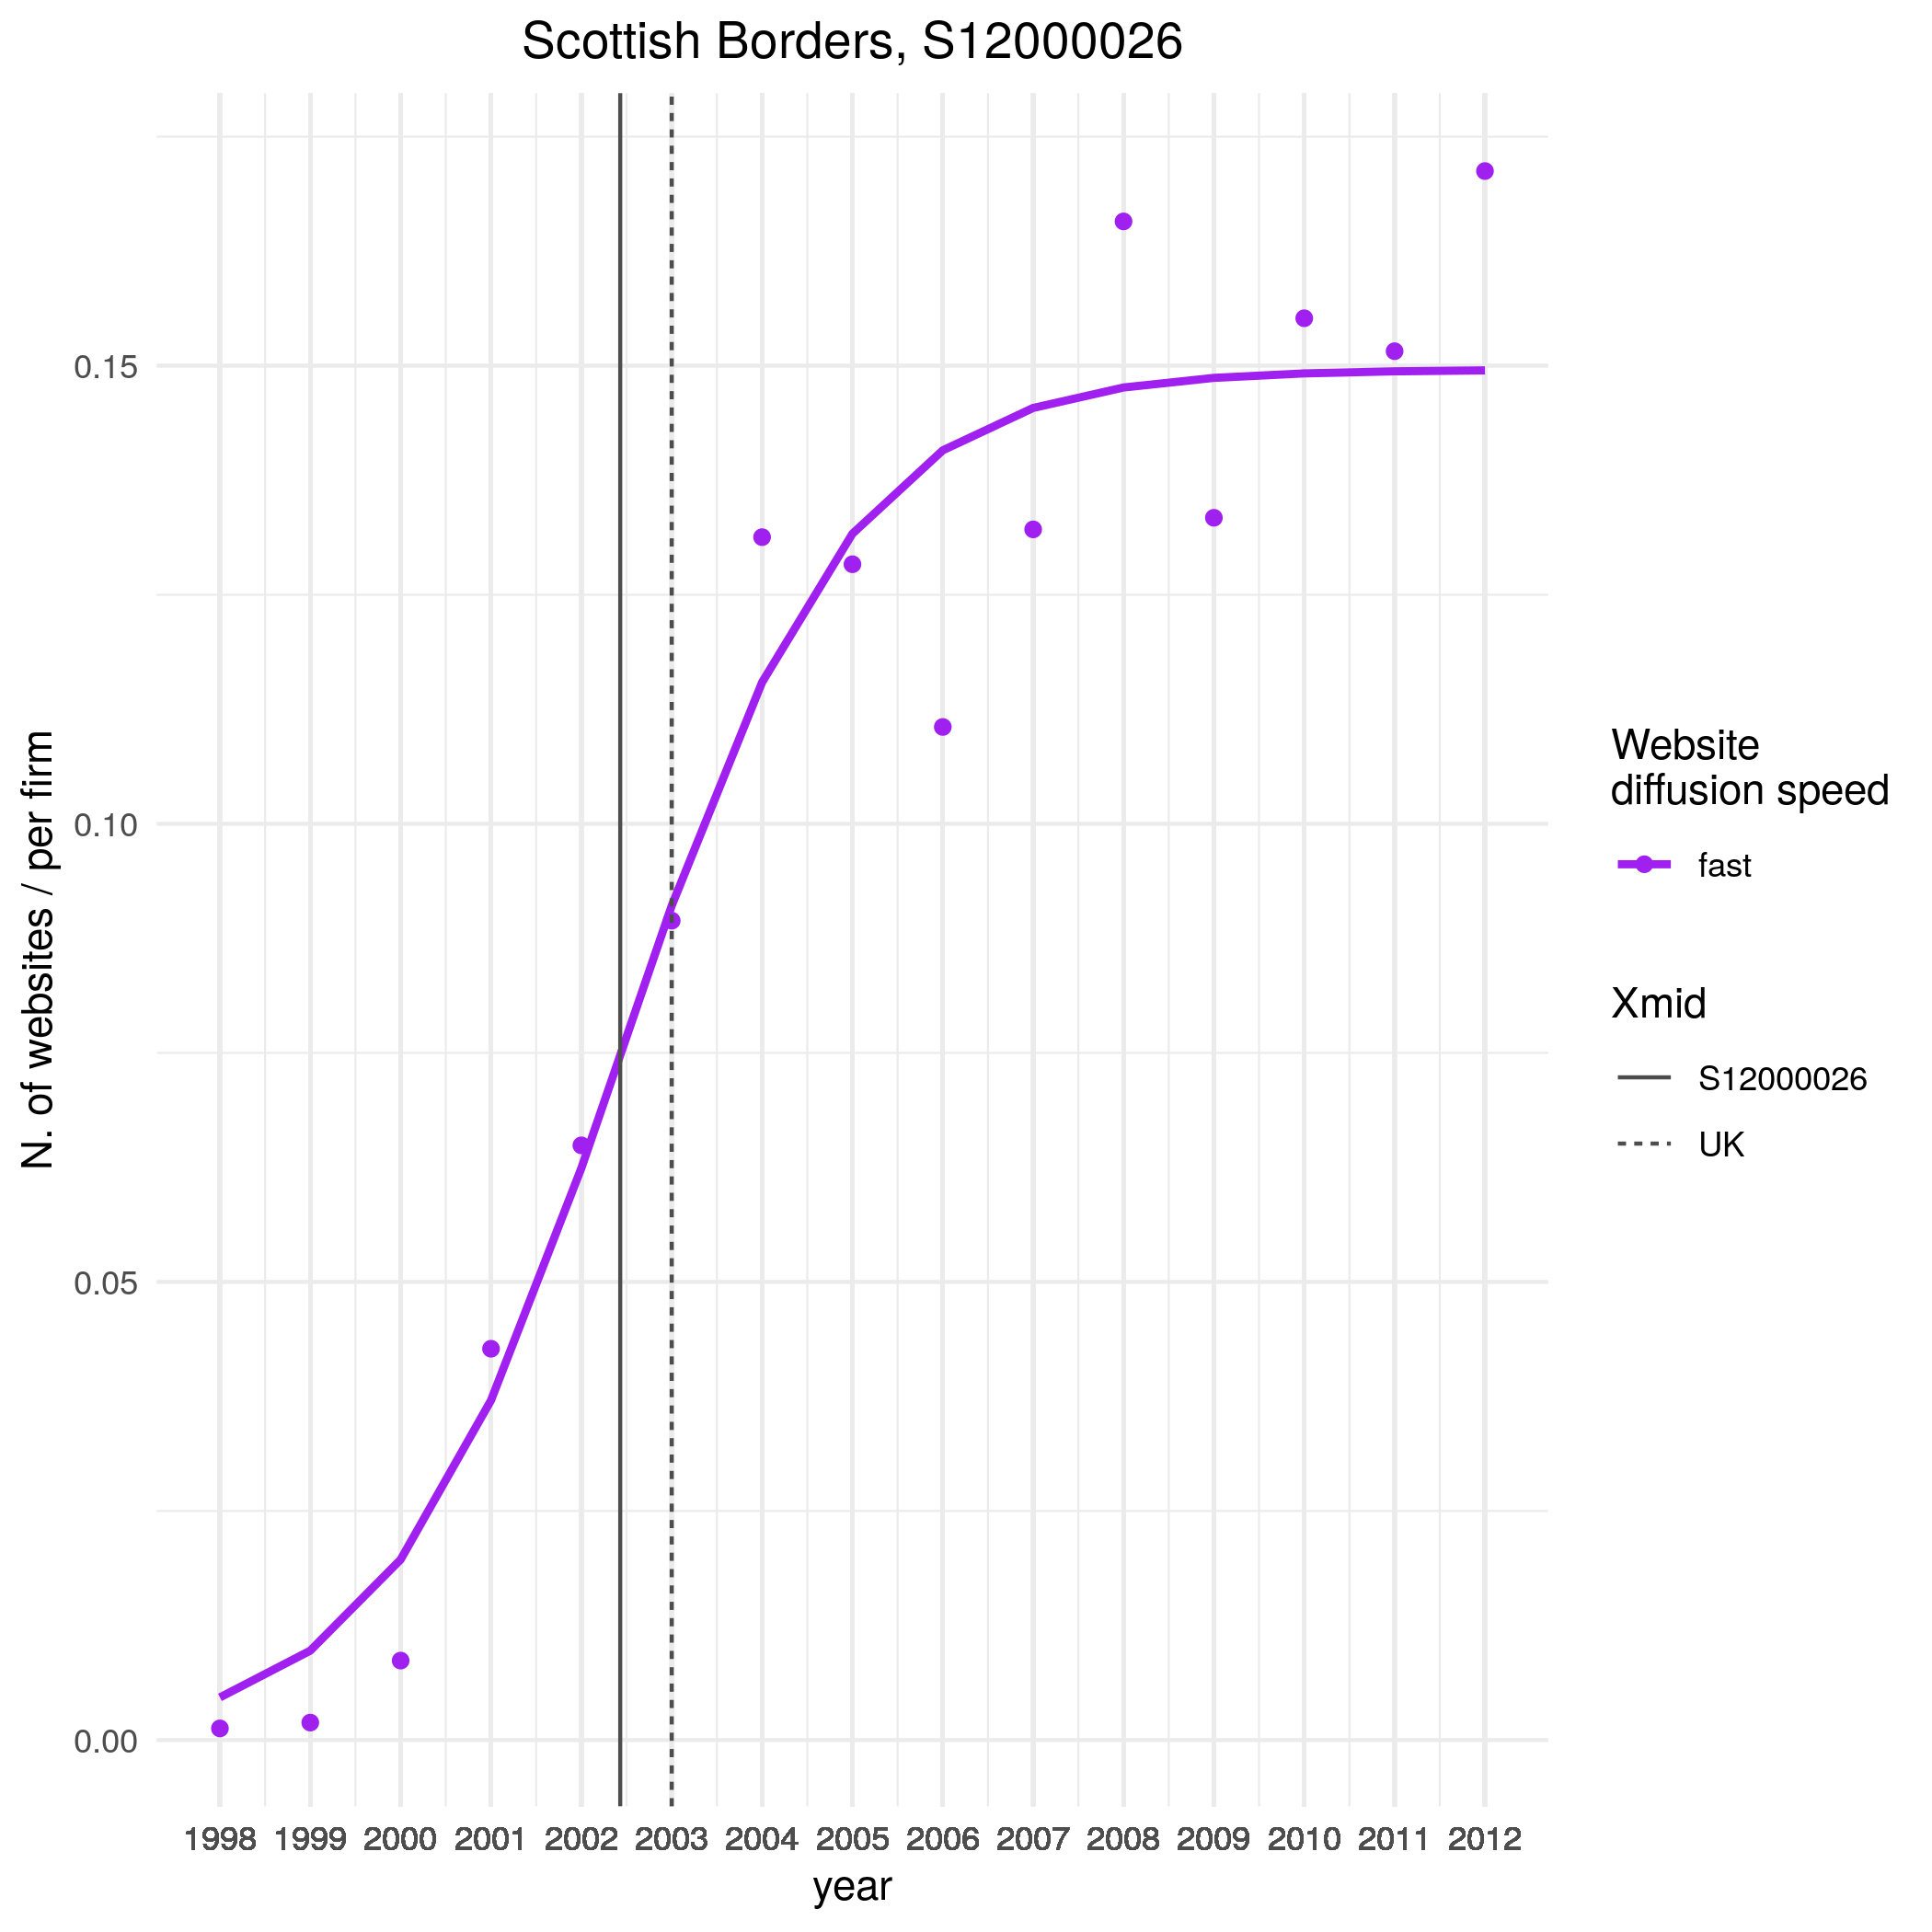 Scottish Borders, S12000026
N. of websites / per firm
0.15
0.10
0.05
0.00
1998 1999 2000 2001 2002 2003 2004 2005 2006 2007 2008 2009 2010 2011 2012
year
Website
diffusion speed
fast
Xmid
S12000026
UK